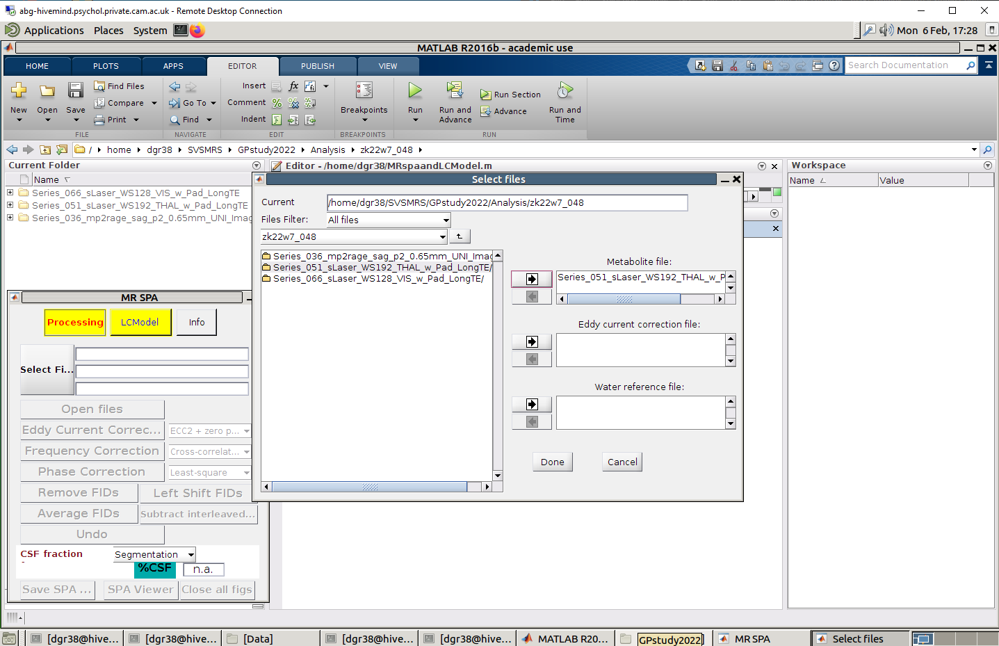 abg-hivemind.psychol.private.cam.ac.uk - Remote Desktop Connection
Applications Places System Mon 6 Feb, 17:28
MATLAB R2016b - academic use
HOME PLOTS APPS EDITOR PUBLISH VIEW Search Documentation
Find Files Insert fx
New Open Save Compare Go To Comment Breakpoints Run Run and Advance Run Section Run and Time
Print Find Indent Advance
FILE NAVIGATE EDIT BREAKPOINTS RUN
/ home dgr38 SVSMRS GPstudy2022 Analysis zk22w7_048
Current Folder
Name
Series_066_sLaser_WS128_VIS_w_Pad_LongTE
Series_051_sLaser_WS192_THAL_w_Pad_LongTE
Series_036_mp2rage_sag_p2_0.65mm_UNI_Imag
Editor - /home/dgr38/MRspaandLCModel.m
Workspace
Name Value
Select files
Current /home/dgr38/SVSMRS/GPstudy2022/Analysis/zk22w7_048
Files Filter: All files
zk22w7_048
Series_036_mp2rage_sag_p2_0.65mm_UNI_Imag
Series_051_sLaser_WS192_THAL_w_Pad_LongTE/
Series_066_sLaser_WS128_VIS_w_Pad_LongTE/
Metabolite file:
Series_051_sLaser_WS192_THAL_w_P
Eddy current correction file:
Water reference file:
Done Cancel
MR SPA
Processing LCModel Info
Select Fi...
Open files
Eddy Current Correc... ECC2 + zero p...
Frequency Correction Cross-correlat...
Phase Correction Least-square
Remove FIDs Left Shift FIDs
Average FIDs Subtract interleaved...
Undo
CSF fraction Segmentation
%CSF n.a.
Save SPA ... SPA Viewer Close all figs
[dgr38@hive... [dgr38@hive... [Data] [dgr38@hive... [dgr38@hive... MATLAB R20... GPstudy2022] MR SPA Select files